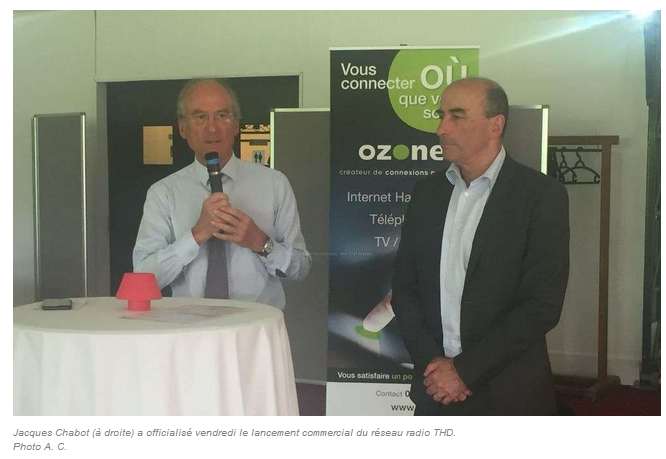 Vous
connecter OÙ
que
ozone
créateur de connexions
Internet
TV /
Vous satisfaire un
Contact 0
www.
Jacques Chabot (à droite) a officialisé vendredi le lancement commercial du réseau radio THD.
Photo A. C.